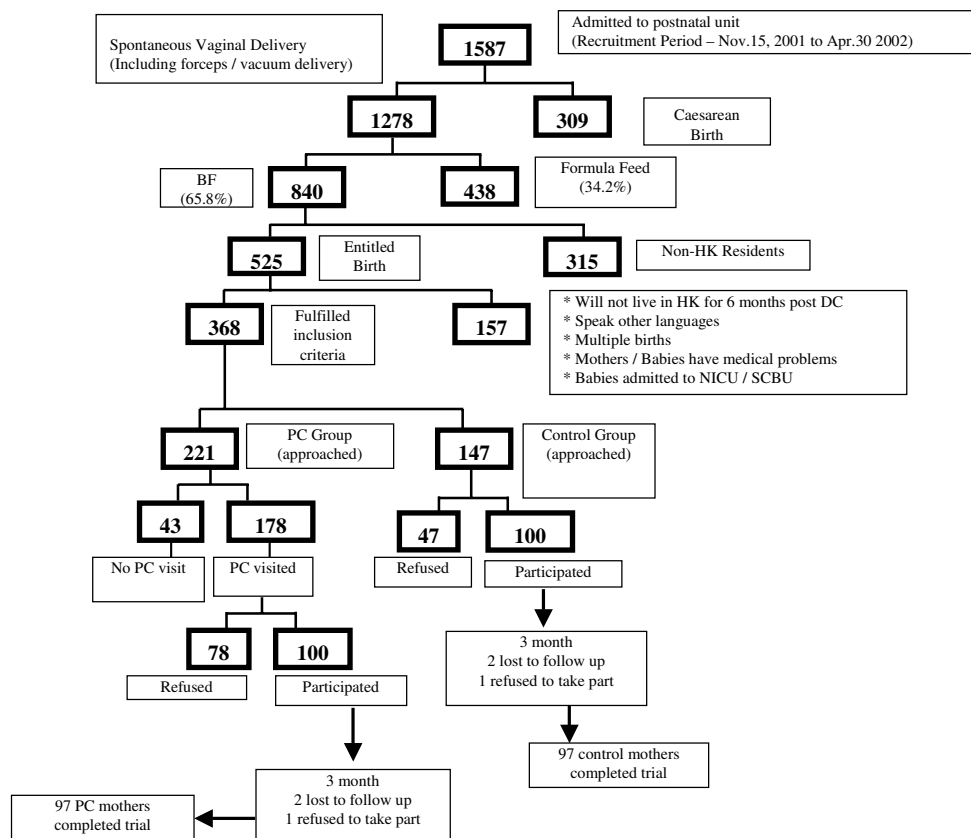 Spontaneous Vaginal Delivery
(Including forceps / vacuum delivery)
1587
Admitted to postnatal unit
(Recruitment Period – Nov.15, 2001 to Apr.30 2002)
1278
309
Caesarean
Birth
BF
(65.8%)
840
438
Formula Feed
(34.2%)
525
Entitled
Birth
315
Non-HK Residents
368
Fulfilled
inclusion
criteria
157
* Will not live in HK for 6 months post DC
* Speak other languages
* Multiple births
* Mothers / Babies have medical problems
* Babies admitted to NICU / SCBU
221
PC Group
(approached)
147
Control Group
(approached)
43
178
47
100
No PC visit
PC visited
Refused
Participated
78
100
Refused
Participated
3 month
2 lost to follow up
1 refused to take part
97 control mothers
completed trial
3 month
2 lost to follow up
1 refused to take part
97 PC mothers
completed trial